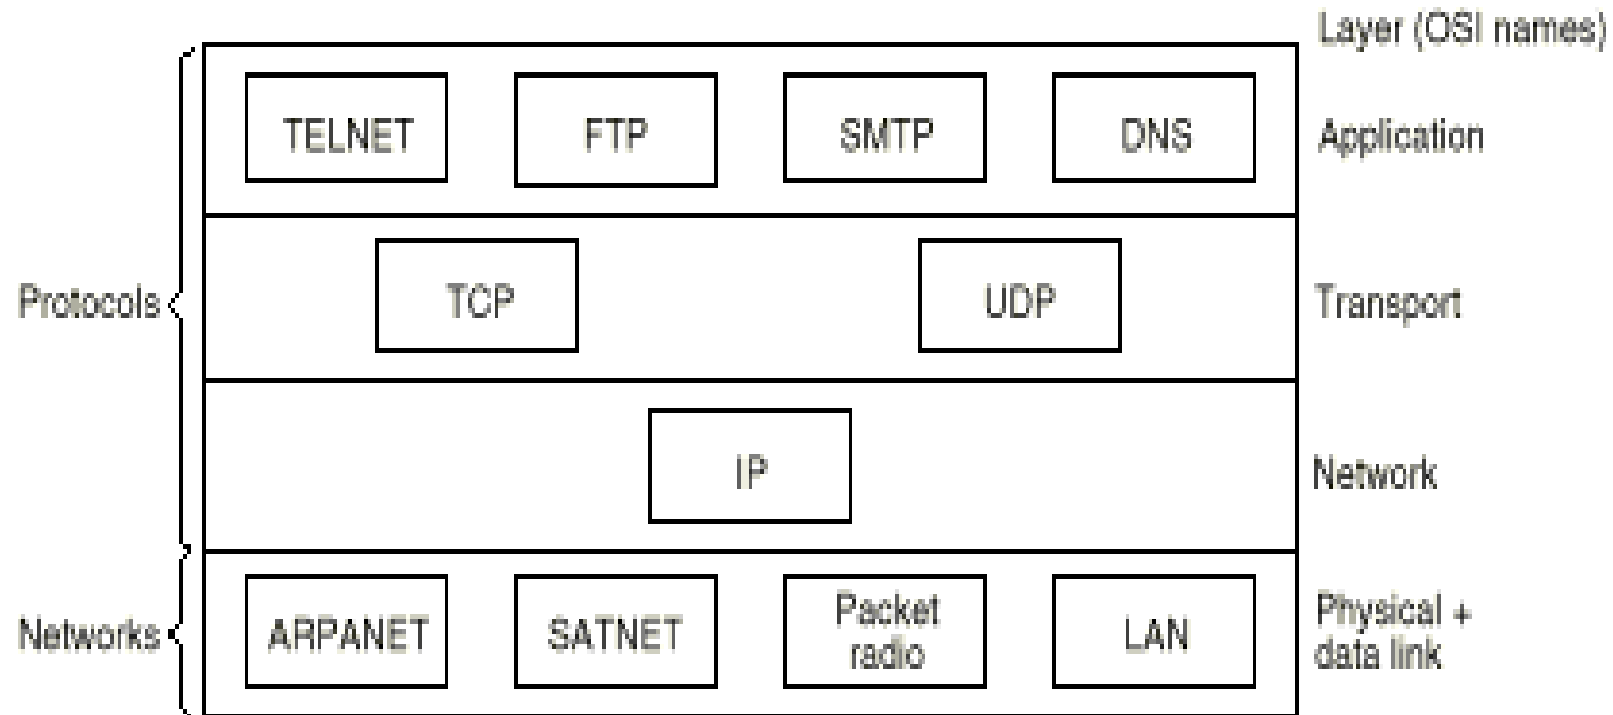 Layer (OSI names)
TELNET FTP SMTP DNS Application
Protocols TCP UDP Transport
IP Network
Networks ARPANET SATNET Packet radio LAN Physical + data link